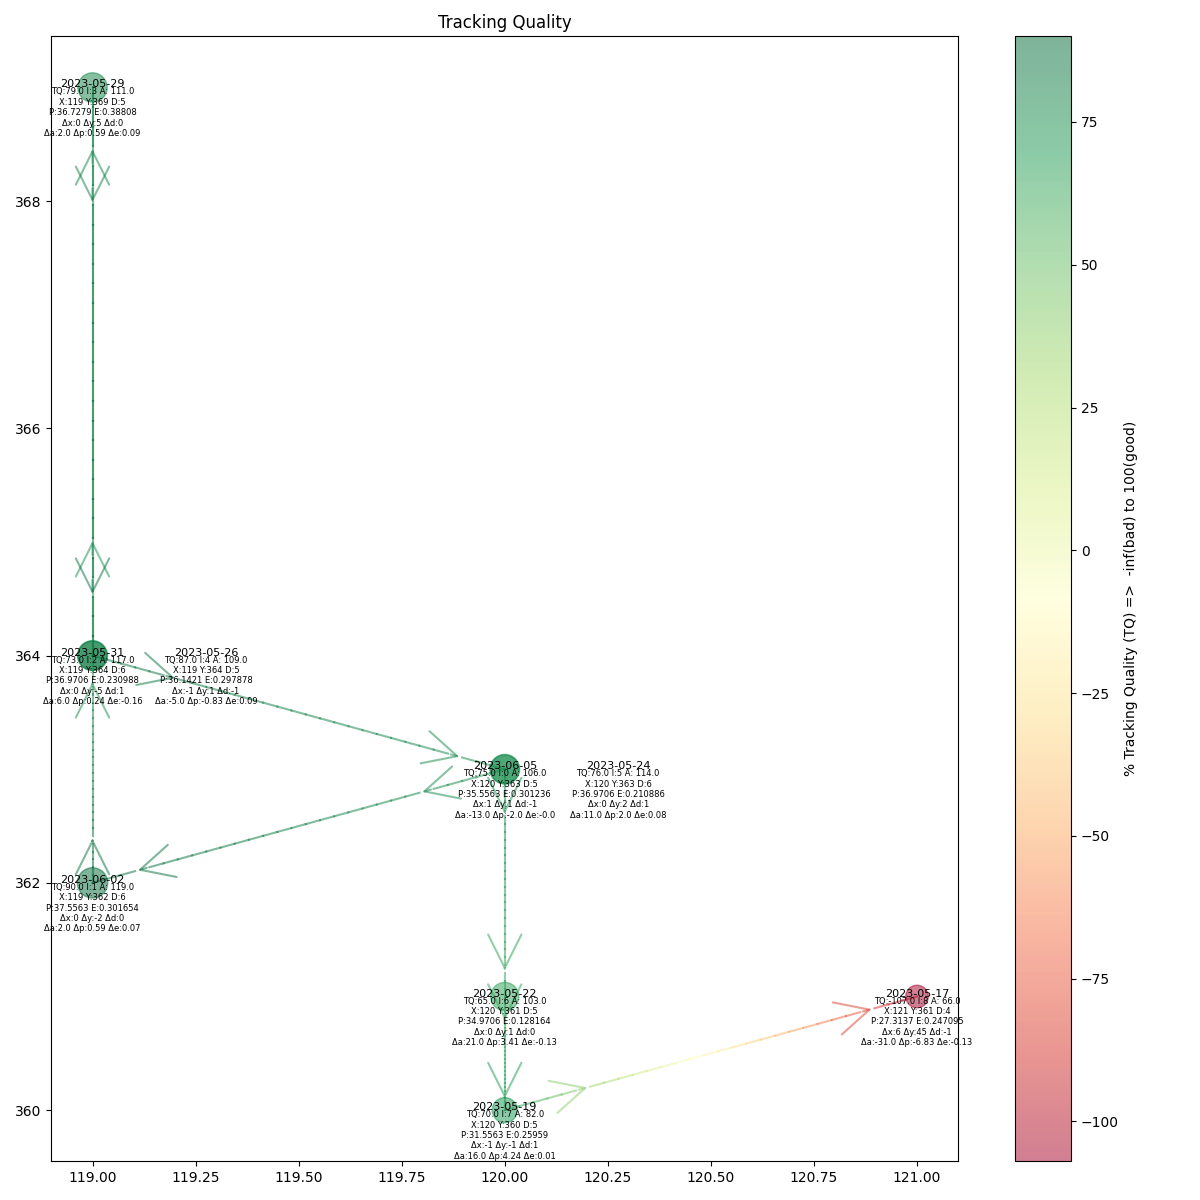 Tracking Quality
2023-05-29
TQ:79.0 I:3 A: 111.0
X:119 Y:369 D:5
P:36.7279 E:0.38808
Δx:0 Δy:5 Δd:0
Δa:2.0 Δp:0.59 Δe:0.09
2023-05-31
TQ:73.0 I:2 A: 117.0
X:119 Y:364 D:6
P:36.9706 E:0.230988
Δx:0 Δy:-5 Δd:1
Δa:6.0 Δp:0.24 Δe:-0.16
2023-05-26
TQ:87.0 I:4 A: 109.0
X:119 Y:364 D:5
P:36.1421 E:0.297878
Δx:-1 Δy:1 Δd:-1
Δa:-5.0 Δp:-0.83 Δe:0.09
2023-06-05
TQ:75.0 I:0 A: 106.0
X:120 Y:363 D:5
P:35.5563 E:0.301236
Δx:1 Δy:1 Δd:-1
Δa:-13.0 Δp:-2.0 Δe:-0.0
2023-05-24
TQ:76.0 I:5 A: 114.0
X:120 Y:363 D:6
P:36.9706 E:0.210886
Δx:0 Δy:2 Δd:1
Δa:11.0 Δp:2.0 Δe:0.08
2023-06-02
TQ:90.0 I:1 A: 119.0
X:119 Y:362 D:6
P:37.5563 E:0.301654
Δx:0 Δy:-2 Δd:0
Δa:2.0 Δp:0.59 Δe:0.07
2023-05-22
TQ:65.0 I:6 A: 103.0
X:120 Y:361 D:5
P:34.9706 E:0.128164
Δx:0 Δy:1 Δd:0
Δa:21.0 Δp:3.41 Δe:-0.13
2023-05-17
TQ:-107.0 I:8 A: 66.0
X:121 Y:361 D:4
P:27.3137 E:0.247095
Δx:6 Δy:45 Δd:-1
Δa:-31.0 Δp:-6.83 Δe:-0.13
2023-05-19
TQ:70.0 I:7 A: 82.0
X:120 Y:360 D:5
P:31.5563 E:0.25959
Δx:-1 Δy:-1 Δd:1
Δa:16.0 Δp:4.24 Δe:0.01
368
366
364
362
360
119.00 119.25 119.50 119.75 120.00 120.25 120.50 120.75 121.00
75
50
25
0
−25
−50
−75
−100
% Tracking Quality (TQ) => -inf(bad) to 100(good)